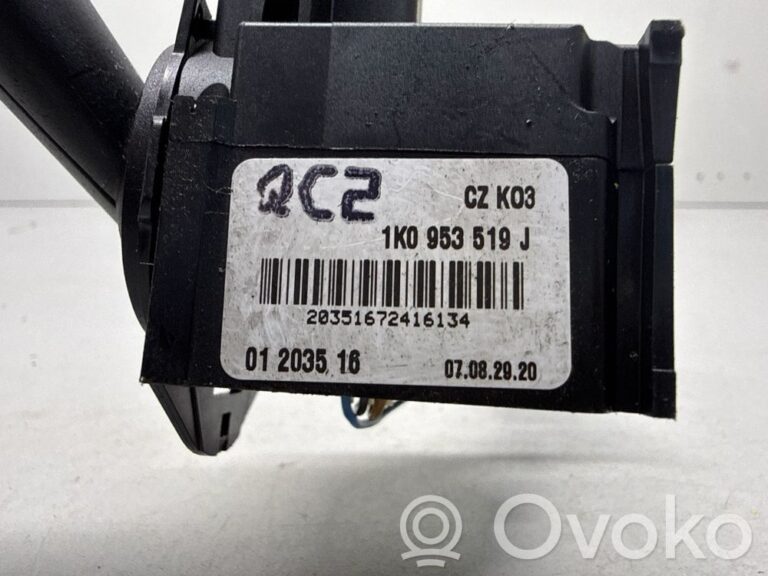 QC2
CZ K03
1K0 953 519 J
20351672416134
01 2035 16
07.08.29.20
Ovoko